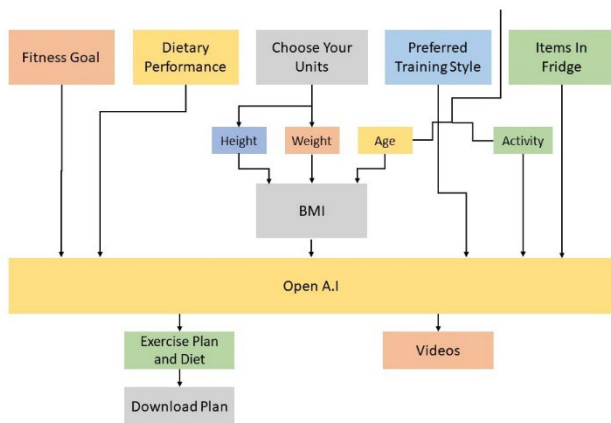 Fitness Goal
Dietary
Performance
Choose Your
Units
Preferred
Training Style
Items In
Fridge
Height
Weight
Age
Activity
BMI
Open A.I
Exercise Plan
and Diet
Videos
Download Plan